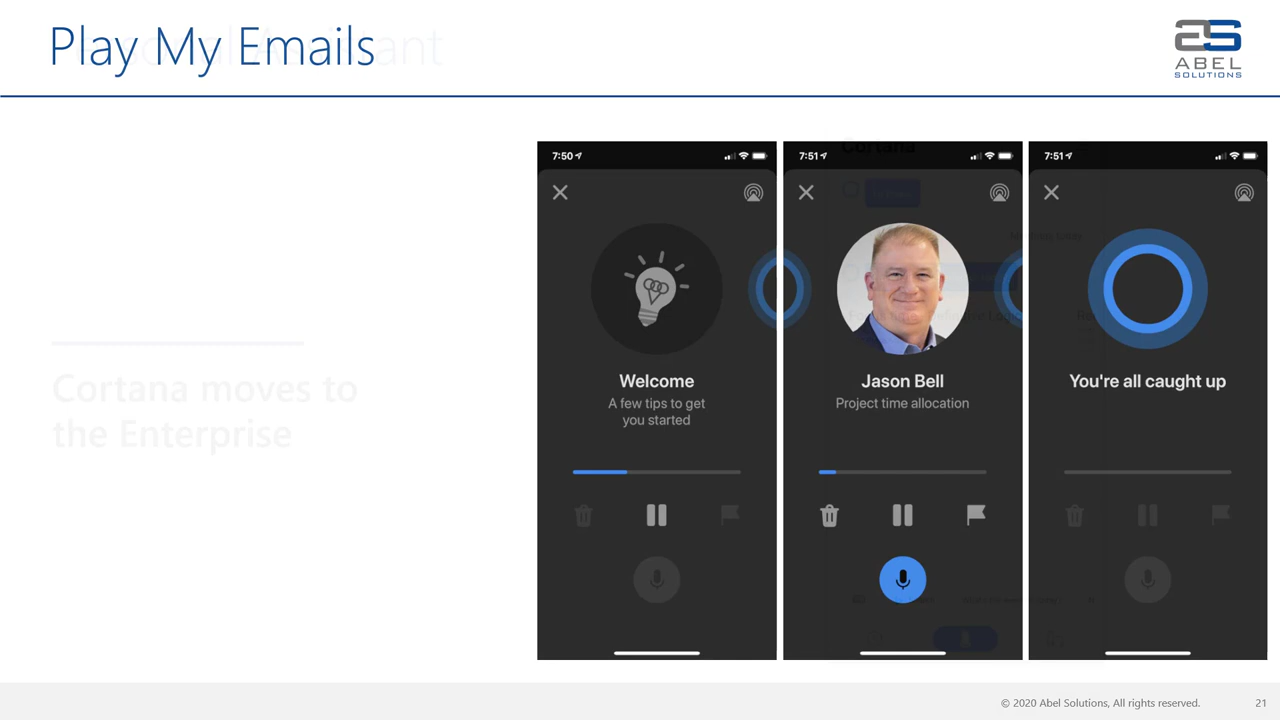 Play My Emails
ABEL
SOLUTIONS
Cortana moves to
the Enterprise
7:50
Welcome
A few tips to get
you started
7:51
Cortana
Jason Bell
Project time allocation
7:51
You're all caught up
© 2020 Abel Solutions, All rights reserved.
21